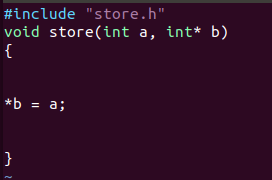 #include "store.h"
void store(int a, int* b)
{
*b = a;
}
~